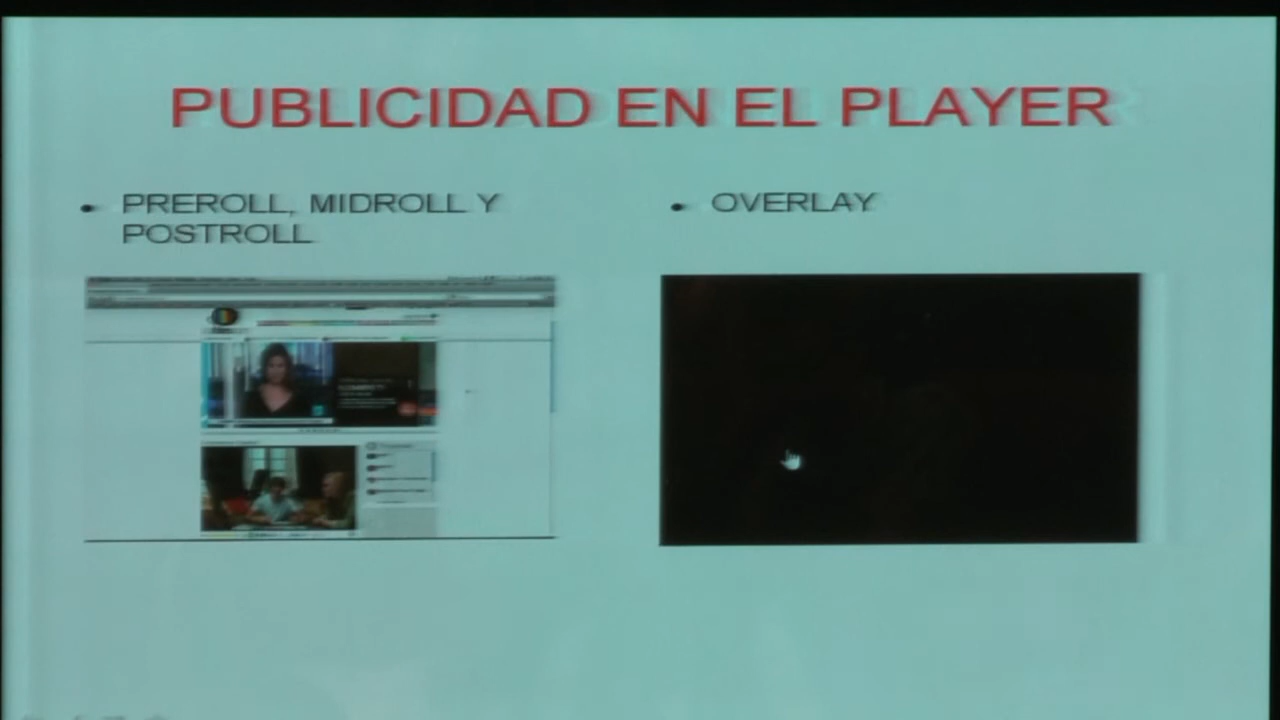 PUBLICIDAD EN EL PLAYER
• PREROLL, MIDROLL Y
POSTROLL
• OVERLAY